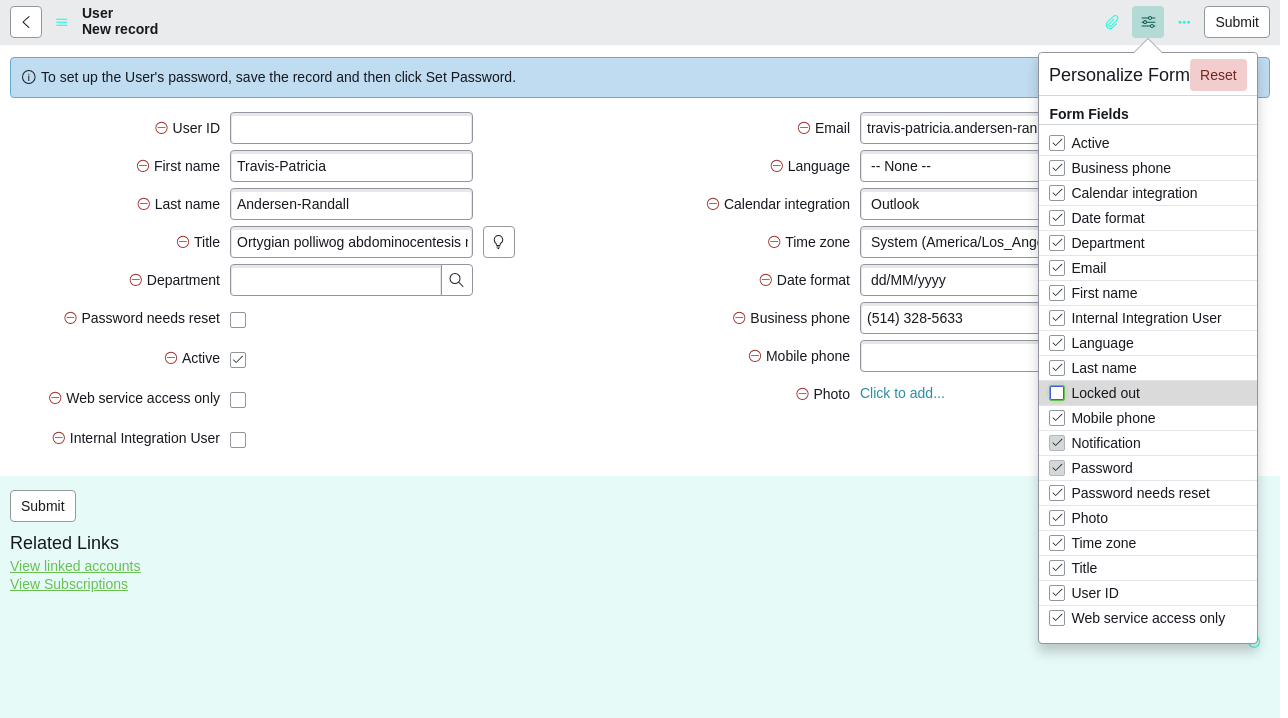 User
New record
Submit
To set up the User's password, save the record and then click Set Password.
User ID
First name
Travis-Patricia
Last name
Andersen-Randall
Title
Ortygian polliwog abdominocentesis
Department
Password needs reset
Active
Web service access only
Internal Integration User
Email
travis-patricia.andersen-ran
Language
-- None --
Calendar integration
Outlook
Time zone
System (America/Los_Ang
Date format
dd/MM/yyyy
Business phone
(514) 328-5633
Mobile phone
Photo
Click to add...
Personalize Form
Reset
Form Fields
Active
Business phone
Calendar integration
Date format
Department
Email
First name
Internal Integration User
Language
Last name
Locked out
Mobile phone
Notification
Password
Password needs reset
Photo
Time zone
Title
User ID
Web service access only
Submit
Related Links
View linked accounts
View Subscriptions